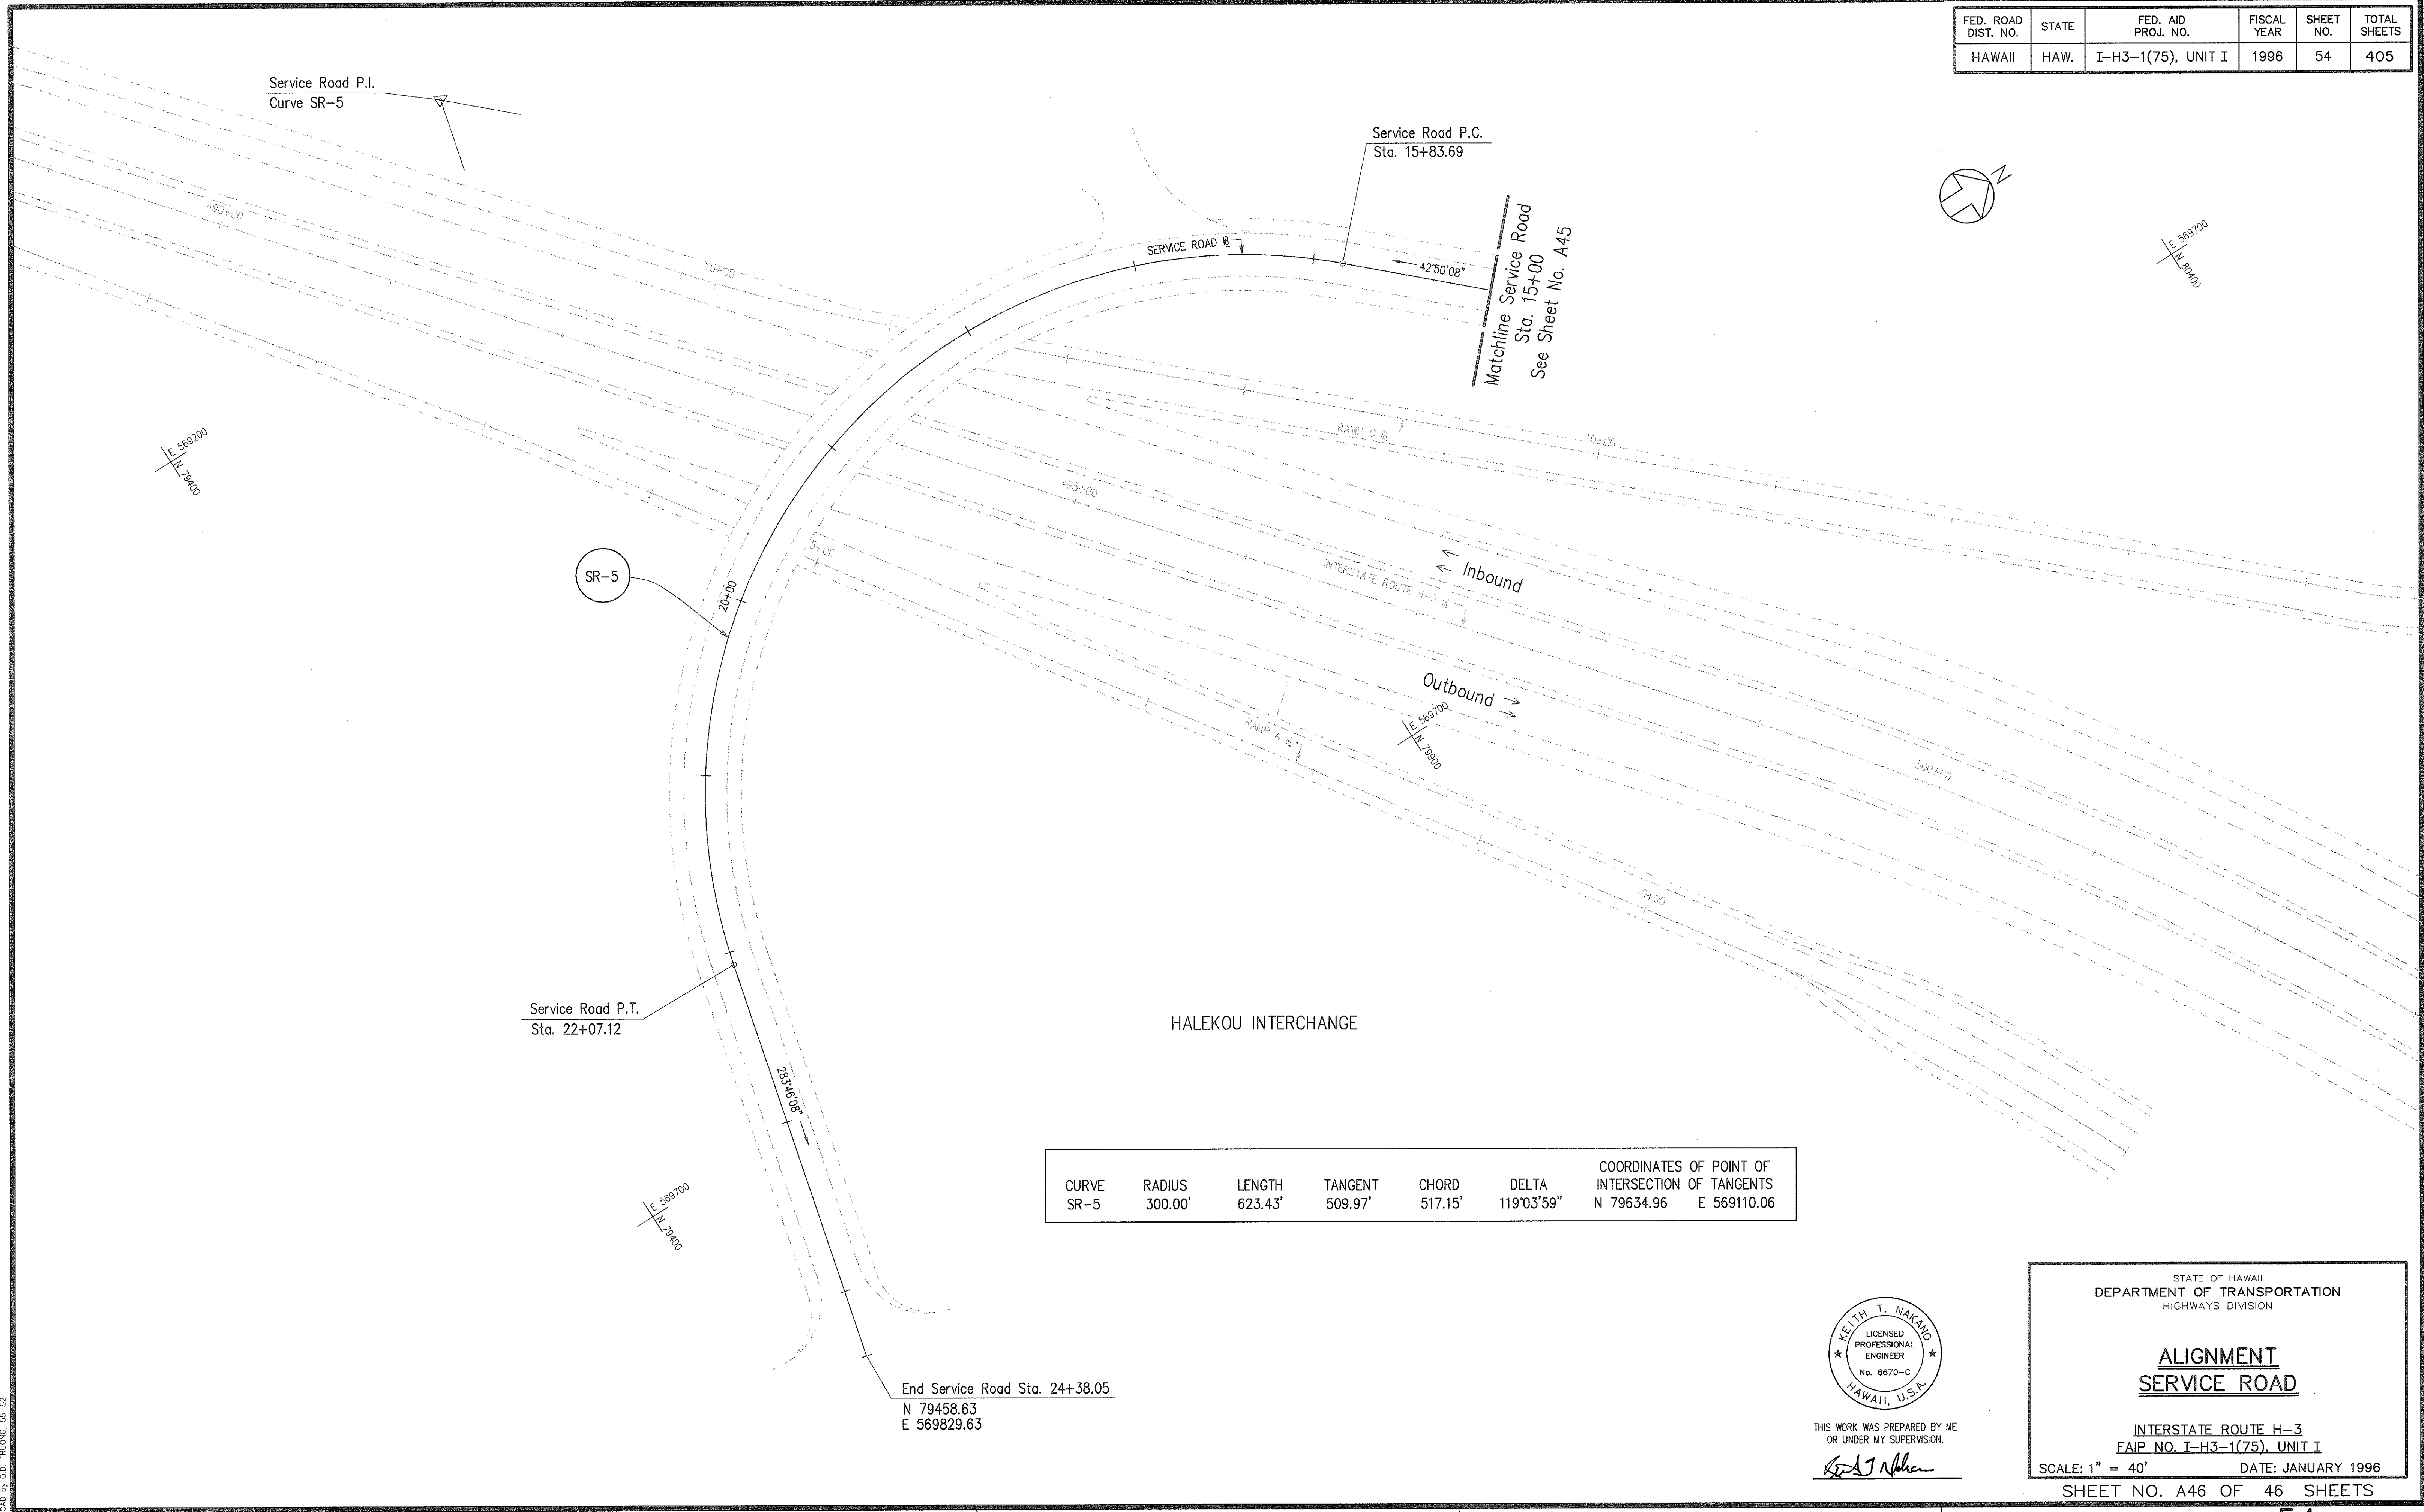 FED. ROAD DIST. NO. STATE FED. AID PROJ. NO. FISCAL YEAR SHEET NO. TOTAL SHEETS
HAWAII HAW. I-H3-1(75), UNIT I 1996 54 405
Service Road P.I.
Curve SR-5
Service Road P.C.
Sta. 15+83.69
N
E 569700
N 80400
490+00
15+00
SERVICE ROAD
42°50'08"
Matchline Service Road
Sta. 15+00
See Sheet No. A45
E 569200
N 79400
RAMP C
10+00
495+00
5+00
SR-5
20+00
Inbound
INTERSTATE ROUTE H-3
Outbound
E 569700
N 79900
RAMP A
500+00
10+00
Service Road P.T.
Sta. 22+07.12
HALEKOU INTERCHANGE
283°46'08"
E 569700
N 79400
COORDINATES OF POINT OF
CURVE RADIUS LENGTH TANGENT CHORD DELTA INTERSECTION OF TANGENTS
SR-5 300.00' 623.43' 509.97' 517.15' 119°03'59" N 79634.96 E 569110.06
End Service Road Sta. 24+38.05
N 79458.63
E 569829.63
KEITH T. NAKANO
LICENSED
PROFESSIONAL
ENGINEER
No. 6670-C
HAWAII, U.S.A.
THIS WORK WAS PREPARED BY ME
OR UNDER MY SUPERVISION.
STATE OF HAWAII
DEPARTMENT OF TRANSPORTATION
HIGHWAYS DIVISION
ALIGNMENT
SERVICE ROAD
INTERSTATE ROUTE H-3
FAIP NO. I-H3-1(75), UNIT I
SCALE: 1" = 40' DATE: JANUARY 1996
SHEET NO. A46 OF 46 SHEETS
CAD by Q.D. TRUONG, 55-52